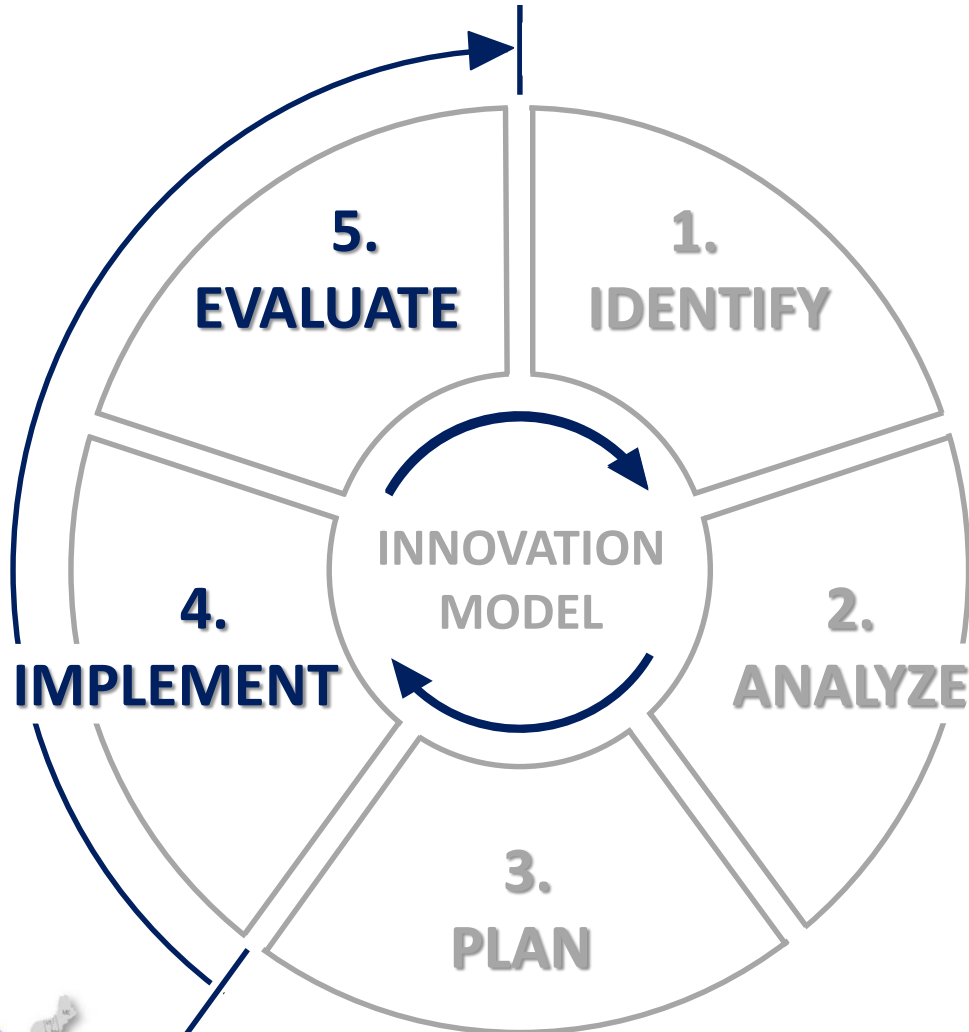 5.
EVALUATE
1.
IDENTIFY
INNOVATION
MODEL
4.
IMPLEMENT
2.
ANALYZE
3.
PLAN